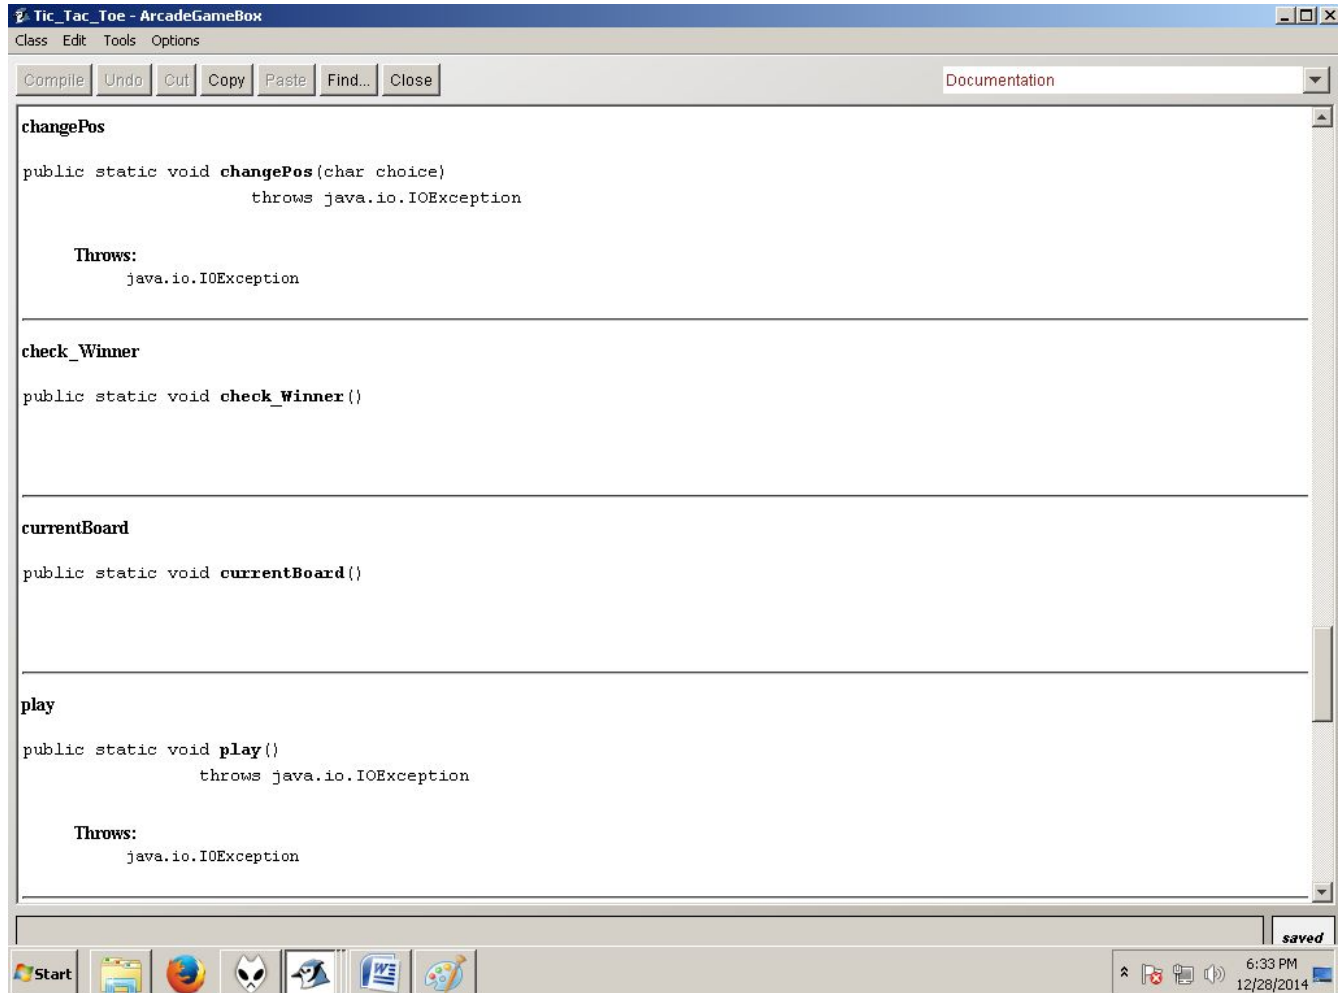 Tic_Tac_Toe - ArcadeGameBox
Class Edit Tools Options
Compile Undo Cut Copy Paste Find... Close Documentation
changePos
public static void changePos(char choice)
throws java.io.IOException
Throws:
java.io.IOException
check_Winner
public static void check_Winner()
currentBoard
public static void currentBoard()
play
public static void play()
throws java.io.IOException
Throws:
java.io.IOException
saved
Start
6:33 PM
12/28/2014